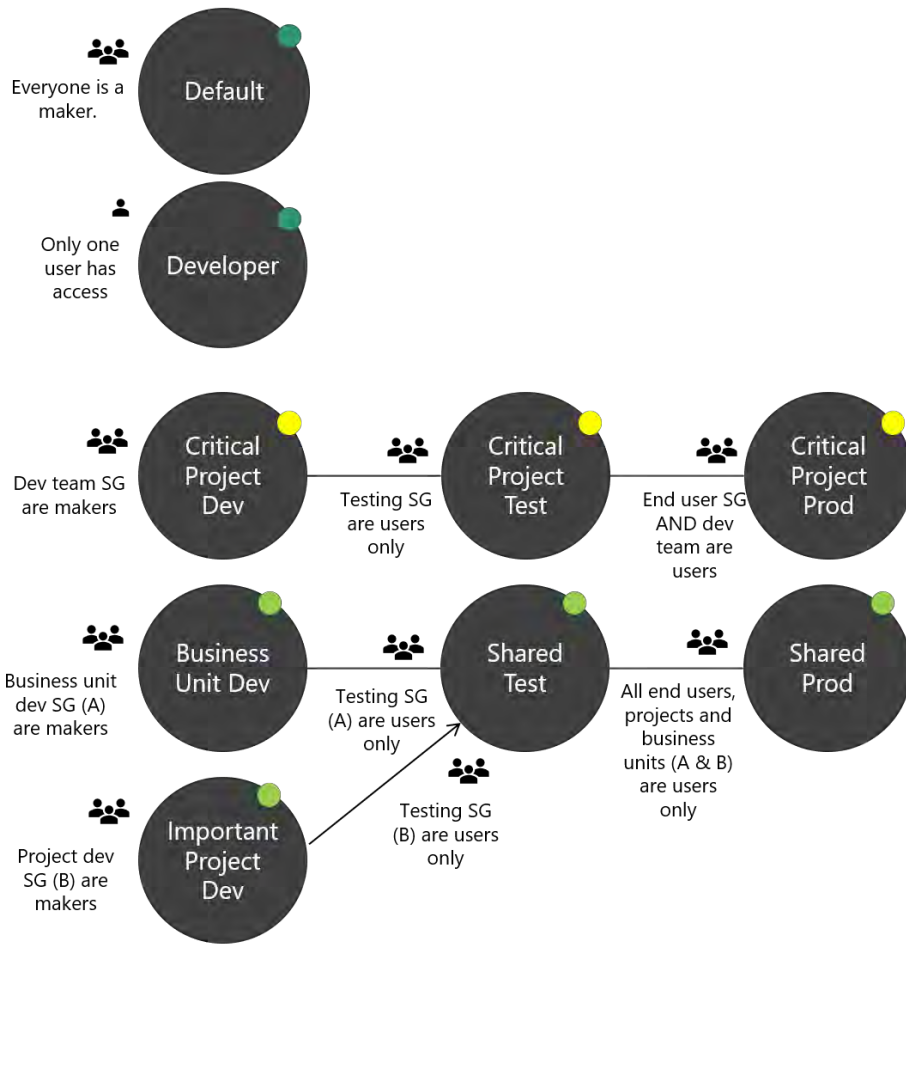 Everyone is a
maker.
Default
Only one
user has
access
Developer
Dev team SG
are makers
Critical
Project
Dev
Testing SG
are users
only
Critical
Project
Test
End user SG
AND dev
team are
users
Critical
Project
Prod
Business unit
dev SG (A)
are makers
Business
Unit Dev
Testing SG
(A) are users
only
Shared
Test
All end users,
projects and
business
units (A & B)
are users
only
Shared
Prod
Project dev
SG (B) are
makers
Important
Project
Dev
Testing SG
(B) are users
only